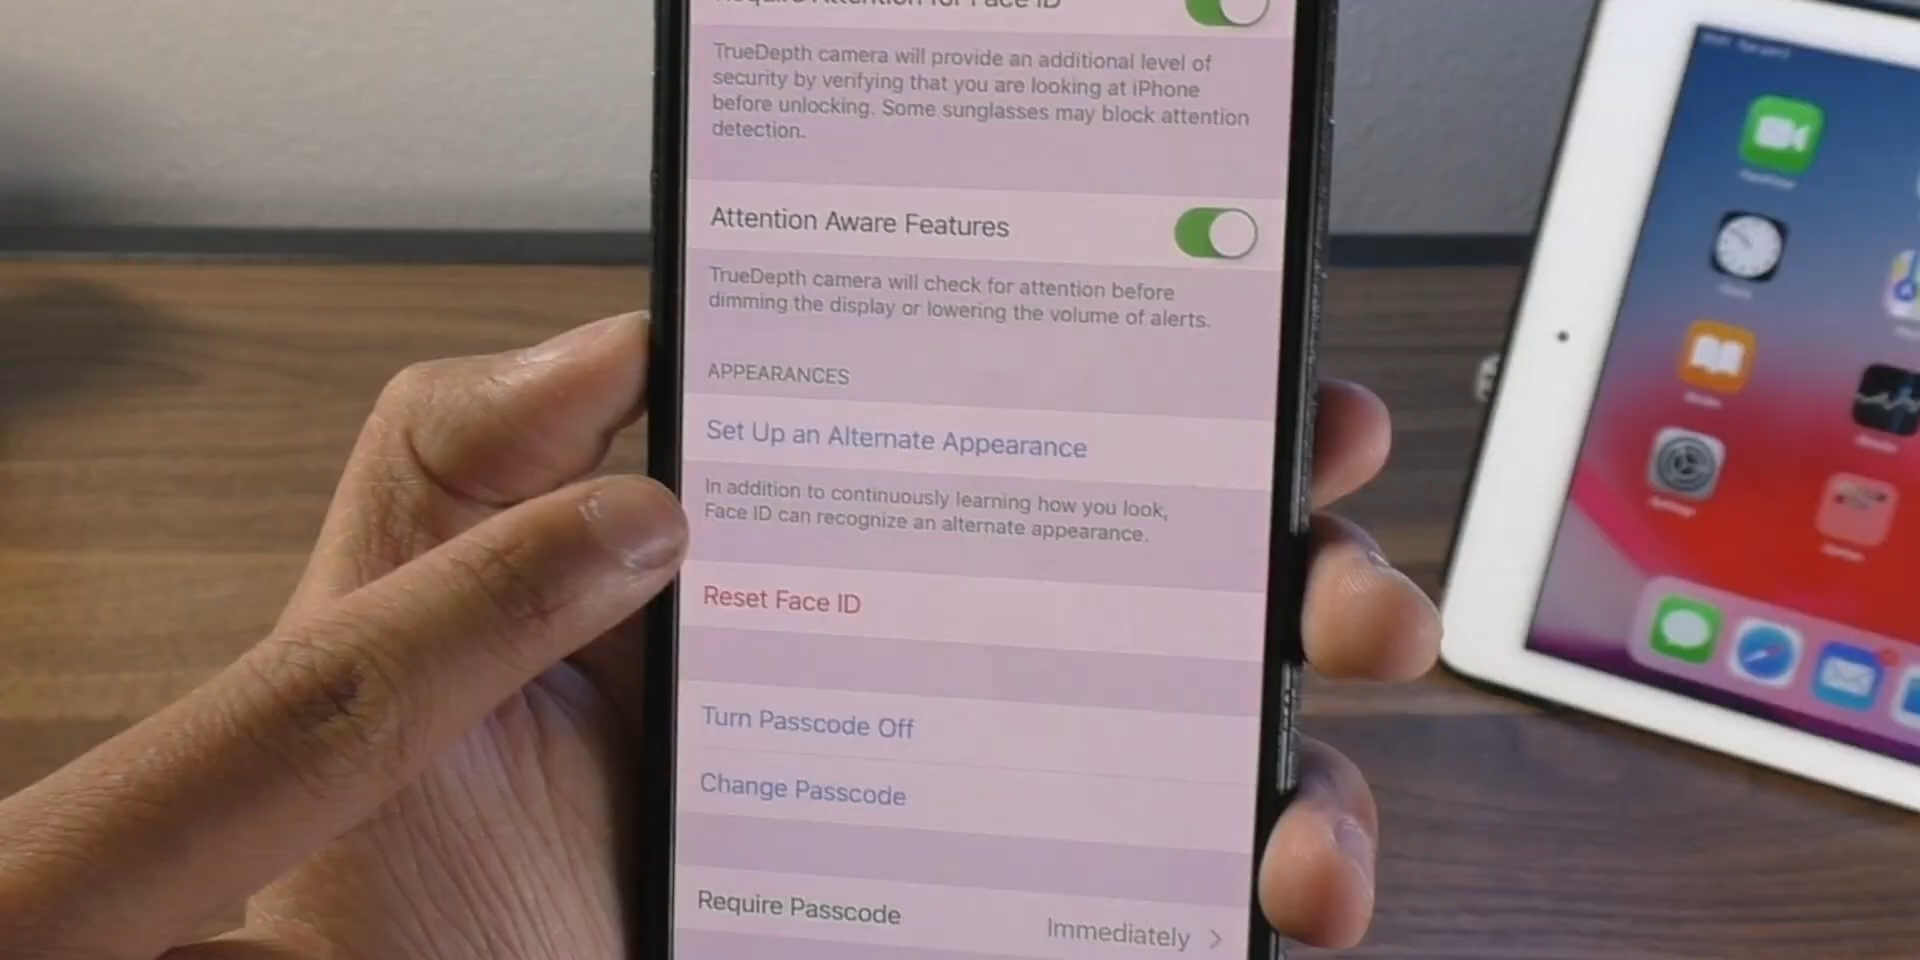 Require Attention for Face ID
TrueDepth camera will provide an additional level of
security by verifying that you are looking at iPhone
before unlocking. Some sunglasses may block attention
detection.
Attention Aware Features
TrueDepth camera will check for attention before
dimming the display or lowering the volume of alerts.
APPEARANCES
Set Up an Alternate Appearance
In addition to continuously learning how you look,
Face ID can recognize an alternate appearance.
Reset Face ID
Turn Passcode Off
Change Passcode
Require Passcode
Immediately